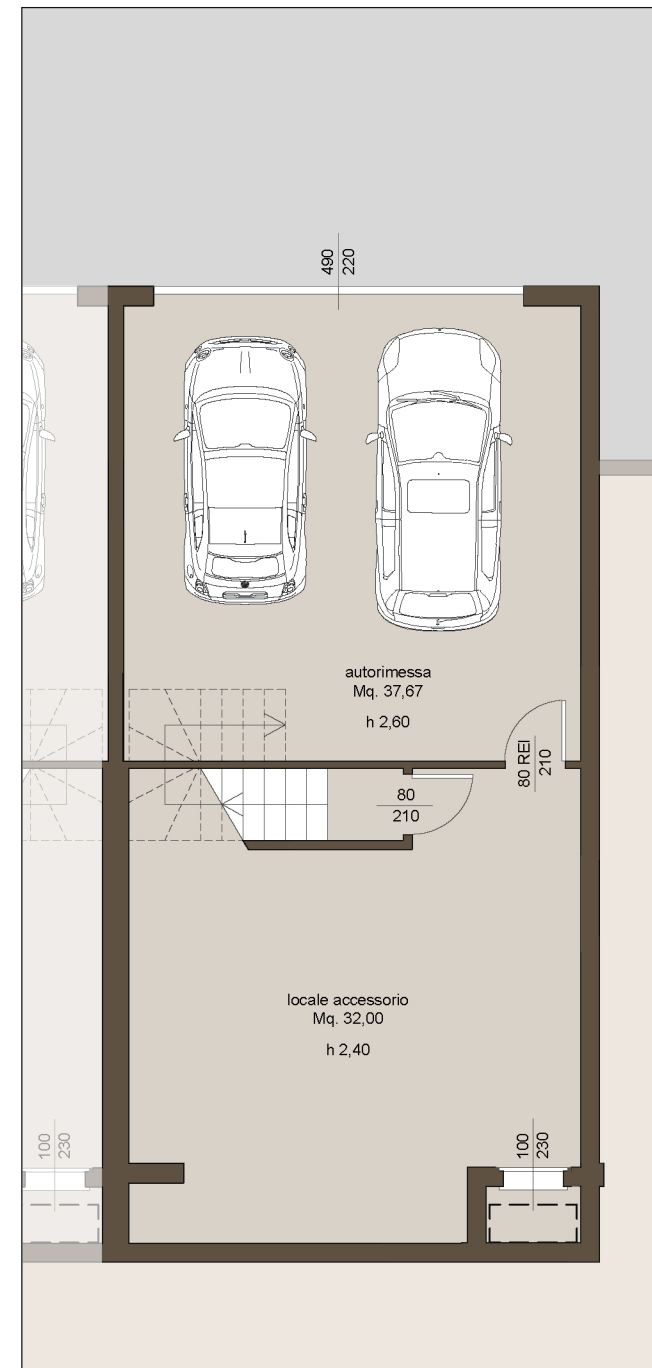 490
220
autorimessa
Mq. 37,67
h 2,60
80 REI
210
80
210
locale accessorio
Mq. 32,00
h 2,40
100
230
100
230